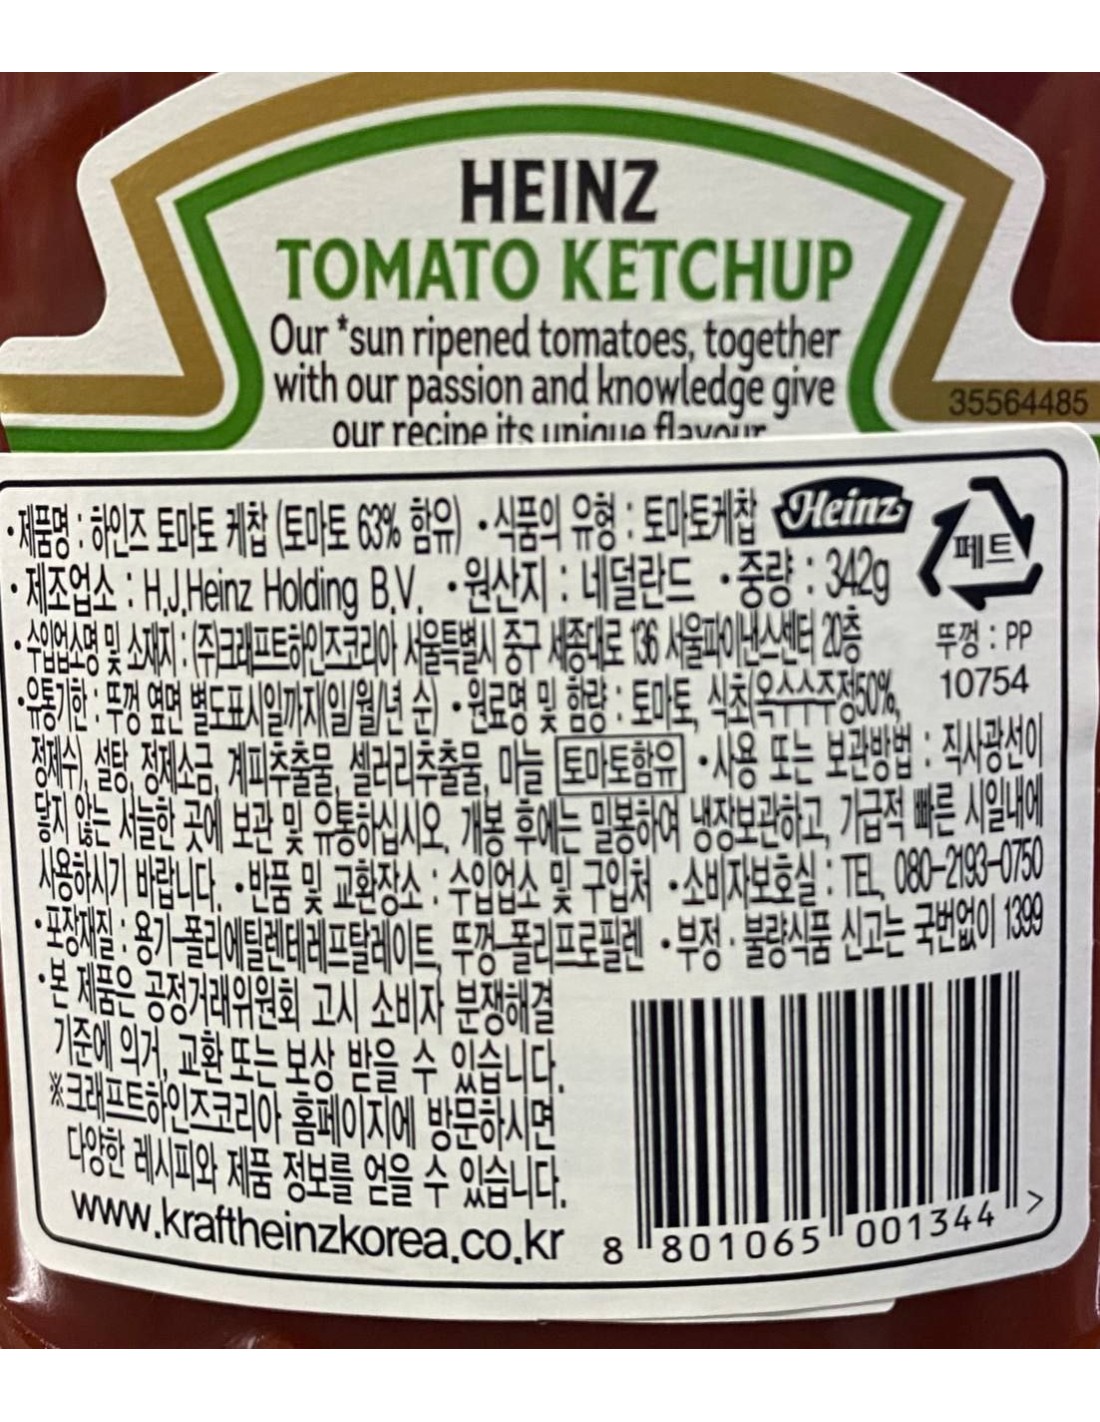 HEINZ
TOMATO KETCHUP
Our *sun ripened tomatoes, together
with our passion and knowledge give
our recipe its unique flavour
35564485
·제품명 : 하인즈 토마토 케찹 (토마토 63% 함유) ·식품의 유형 : 토마토케찹 Heinz
페트
·제조업소 : H.J.Heinz Holding B.V. ·원산지 : 네덜란드 ·중량 : 342g
·수입업소명 및 소재지 : (주)크래프트하인즈코리아 서울특별시 중구 세종대로 136 서울파이낸스센터 20층
뚜껑 : PP
·유통기한 : 뚜껑 옆면 별도표시일까지(일/월/년 순) ·원료명 및 함량 : 토마토, 식초(옥수수주정50%,
10754
정제수), 설탕, 정제소금, 계피추출물, 셀러리추출물, 마늘 토마토함유 ·사용 또는 보관방법 : 직사광선이
닿지 않는 서늘한 곳에 보관 및 유통하십시오, 개봉 후에는 밀봉하여 냉장보관하고, 기급적 빠른 시일내에
사용하시기 바랍니다. ·반품 및 교환장소 : 수입업소 및 구입처 ·소비자보호실 : TEL. 080-2193-0750
·포장재질 : 용기-폴리에틸렌테레프탈레이트, 뚜껑-폴리프로필렌 ·부정·불량식품 신고는 국번없이 1399
·본 제품은 공정거래위원회 고시 소비자 분쟁해결
기준에 의거, 교환 또는 보상 받을 수 있습니다.
※크래프트하인즈코리아 홈페이지에 방문하시면
다양한 레시피와 제품 정보를 얻을 수 있습니다.
www.kraftheinzkorea.co.kr
8 801065 001344 >